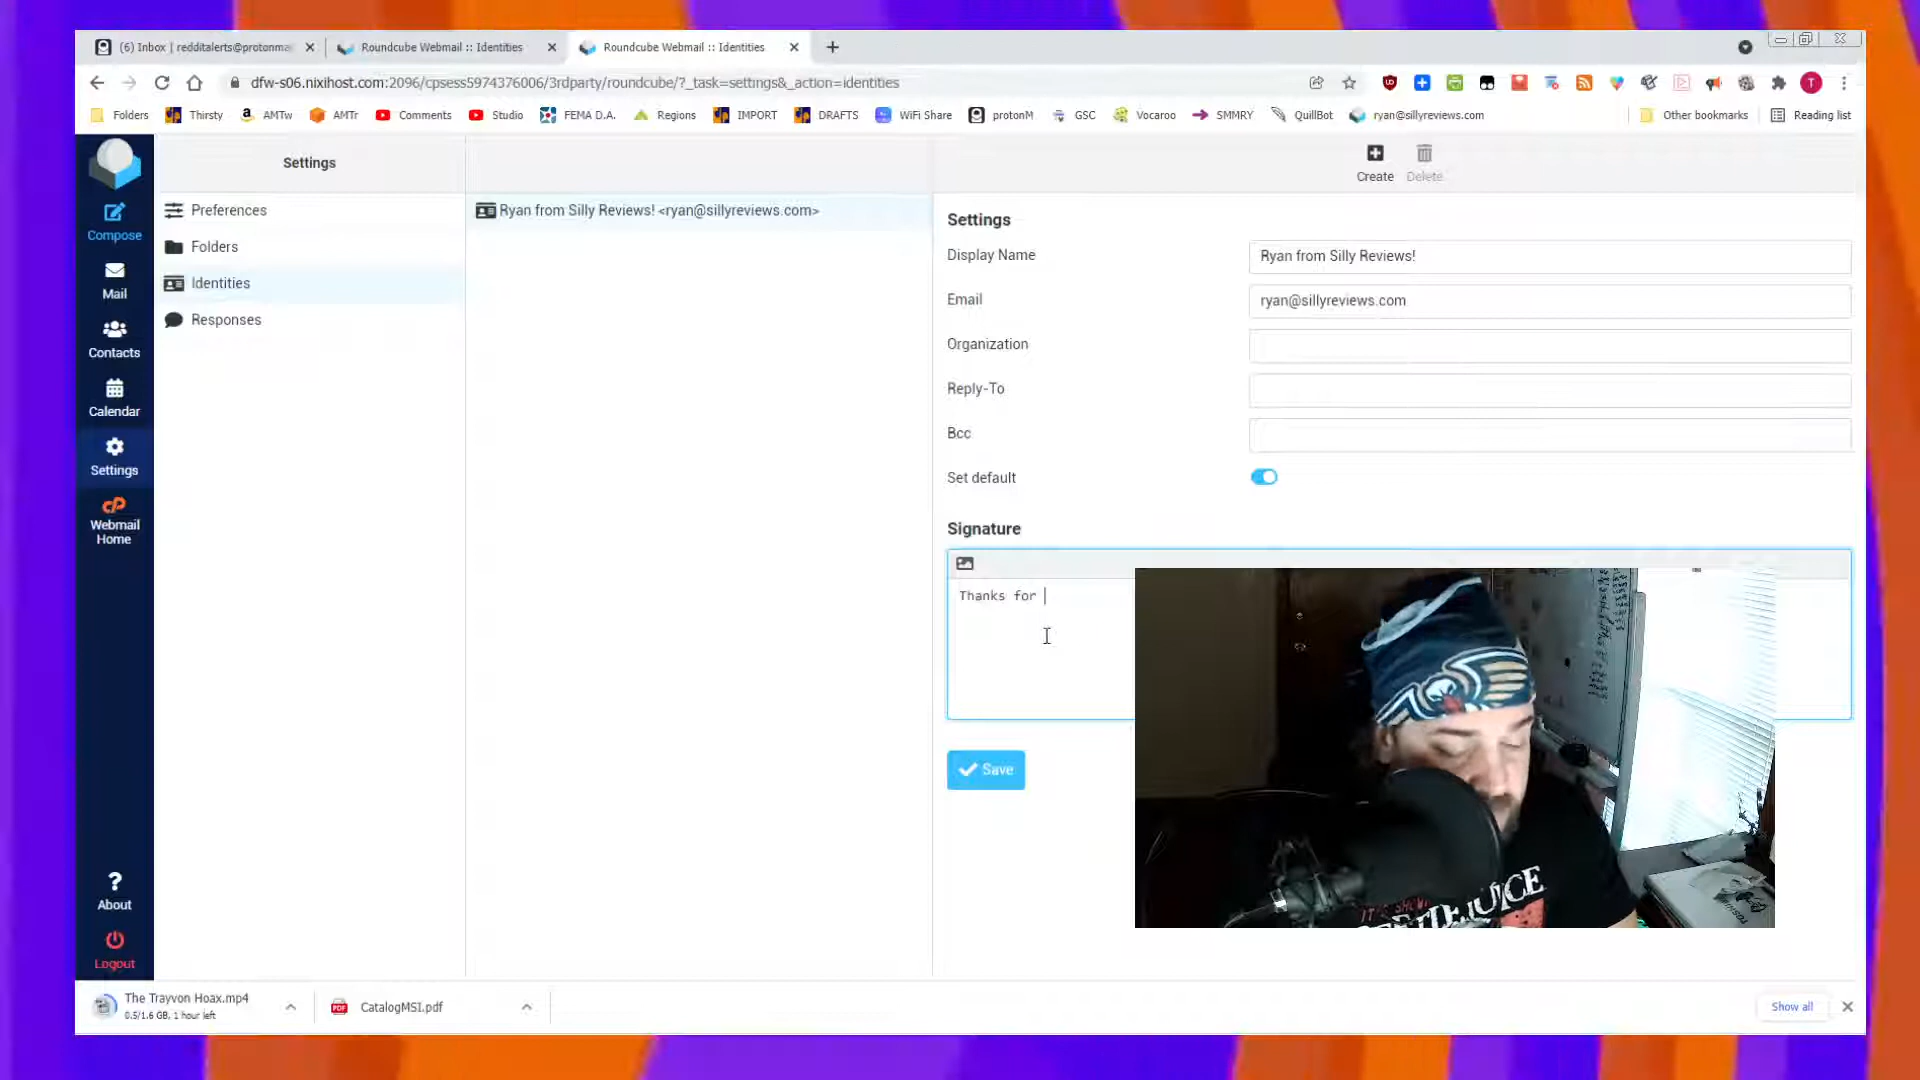 (6) Inbox | redditalerts@protonma
Roundcube Webmail :: Identities
Roundcube Webmail :: Identities
dfw-s06.nixihost.com:2096/cpsess5974376006/3rdparty/roundcube/?_task=settings&_action=identities
Folders
Thirsty
AMTw
AMTr
Comments
Studio
FEMA D.A.
Regions
IMPORT
DRAFTS
WiFi Share
protonM
GSC
Vocaroo
SMMRY
QuillBot
ryan@sillyreviews.com
Other bookmarks
Reading list
Compose
Mail
Contacts
Calendar
Settings
Webmail
Home
About
Logout
Settings
Preferences
Folders
Identities
Responses
Ryan from Silly Reviews! <ryan@sillyreviews.com>
Create
Delete
Settings
Display Name
Ryan from Silly Reviews!
Email
ryan@sillyreviews.com
Organization
Reply-To
Bcc
Set default
Signature
Thanks for
Save
IT'S SHOW
TOSHIBA
The Trayvon Hoax.mp4
0.5/1.6 GB, 1 hour left
PDF
CatalogMSI.pdf
Show all